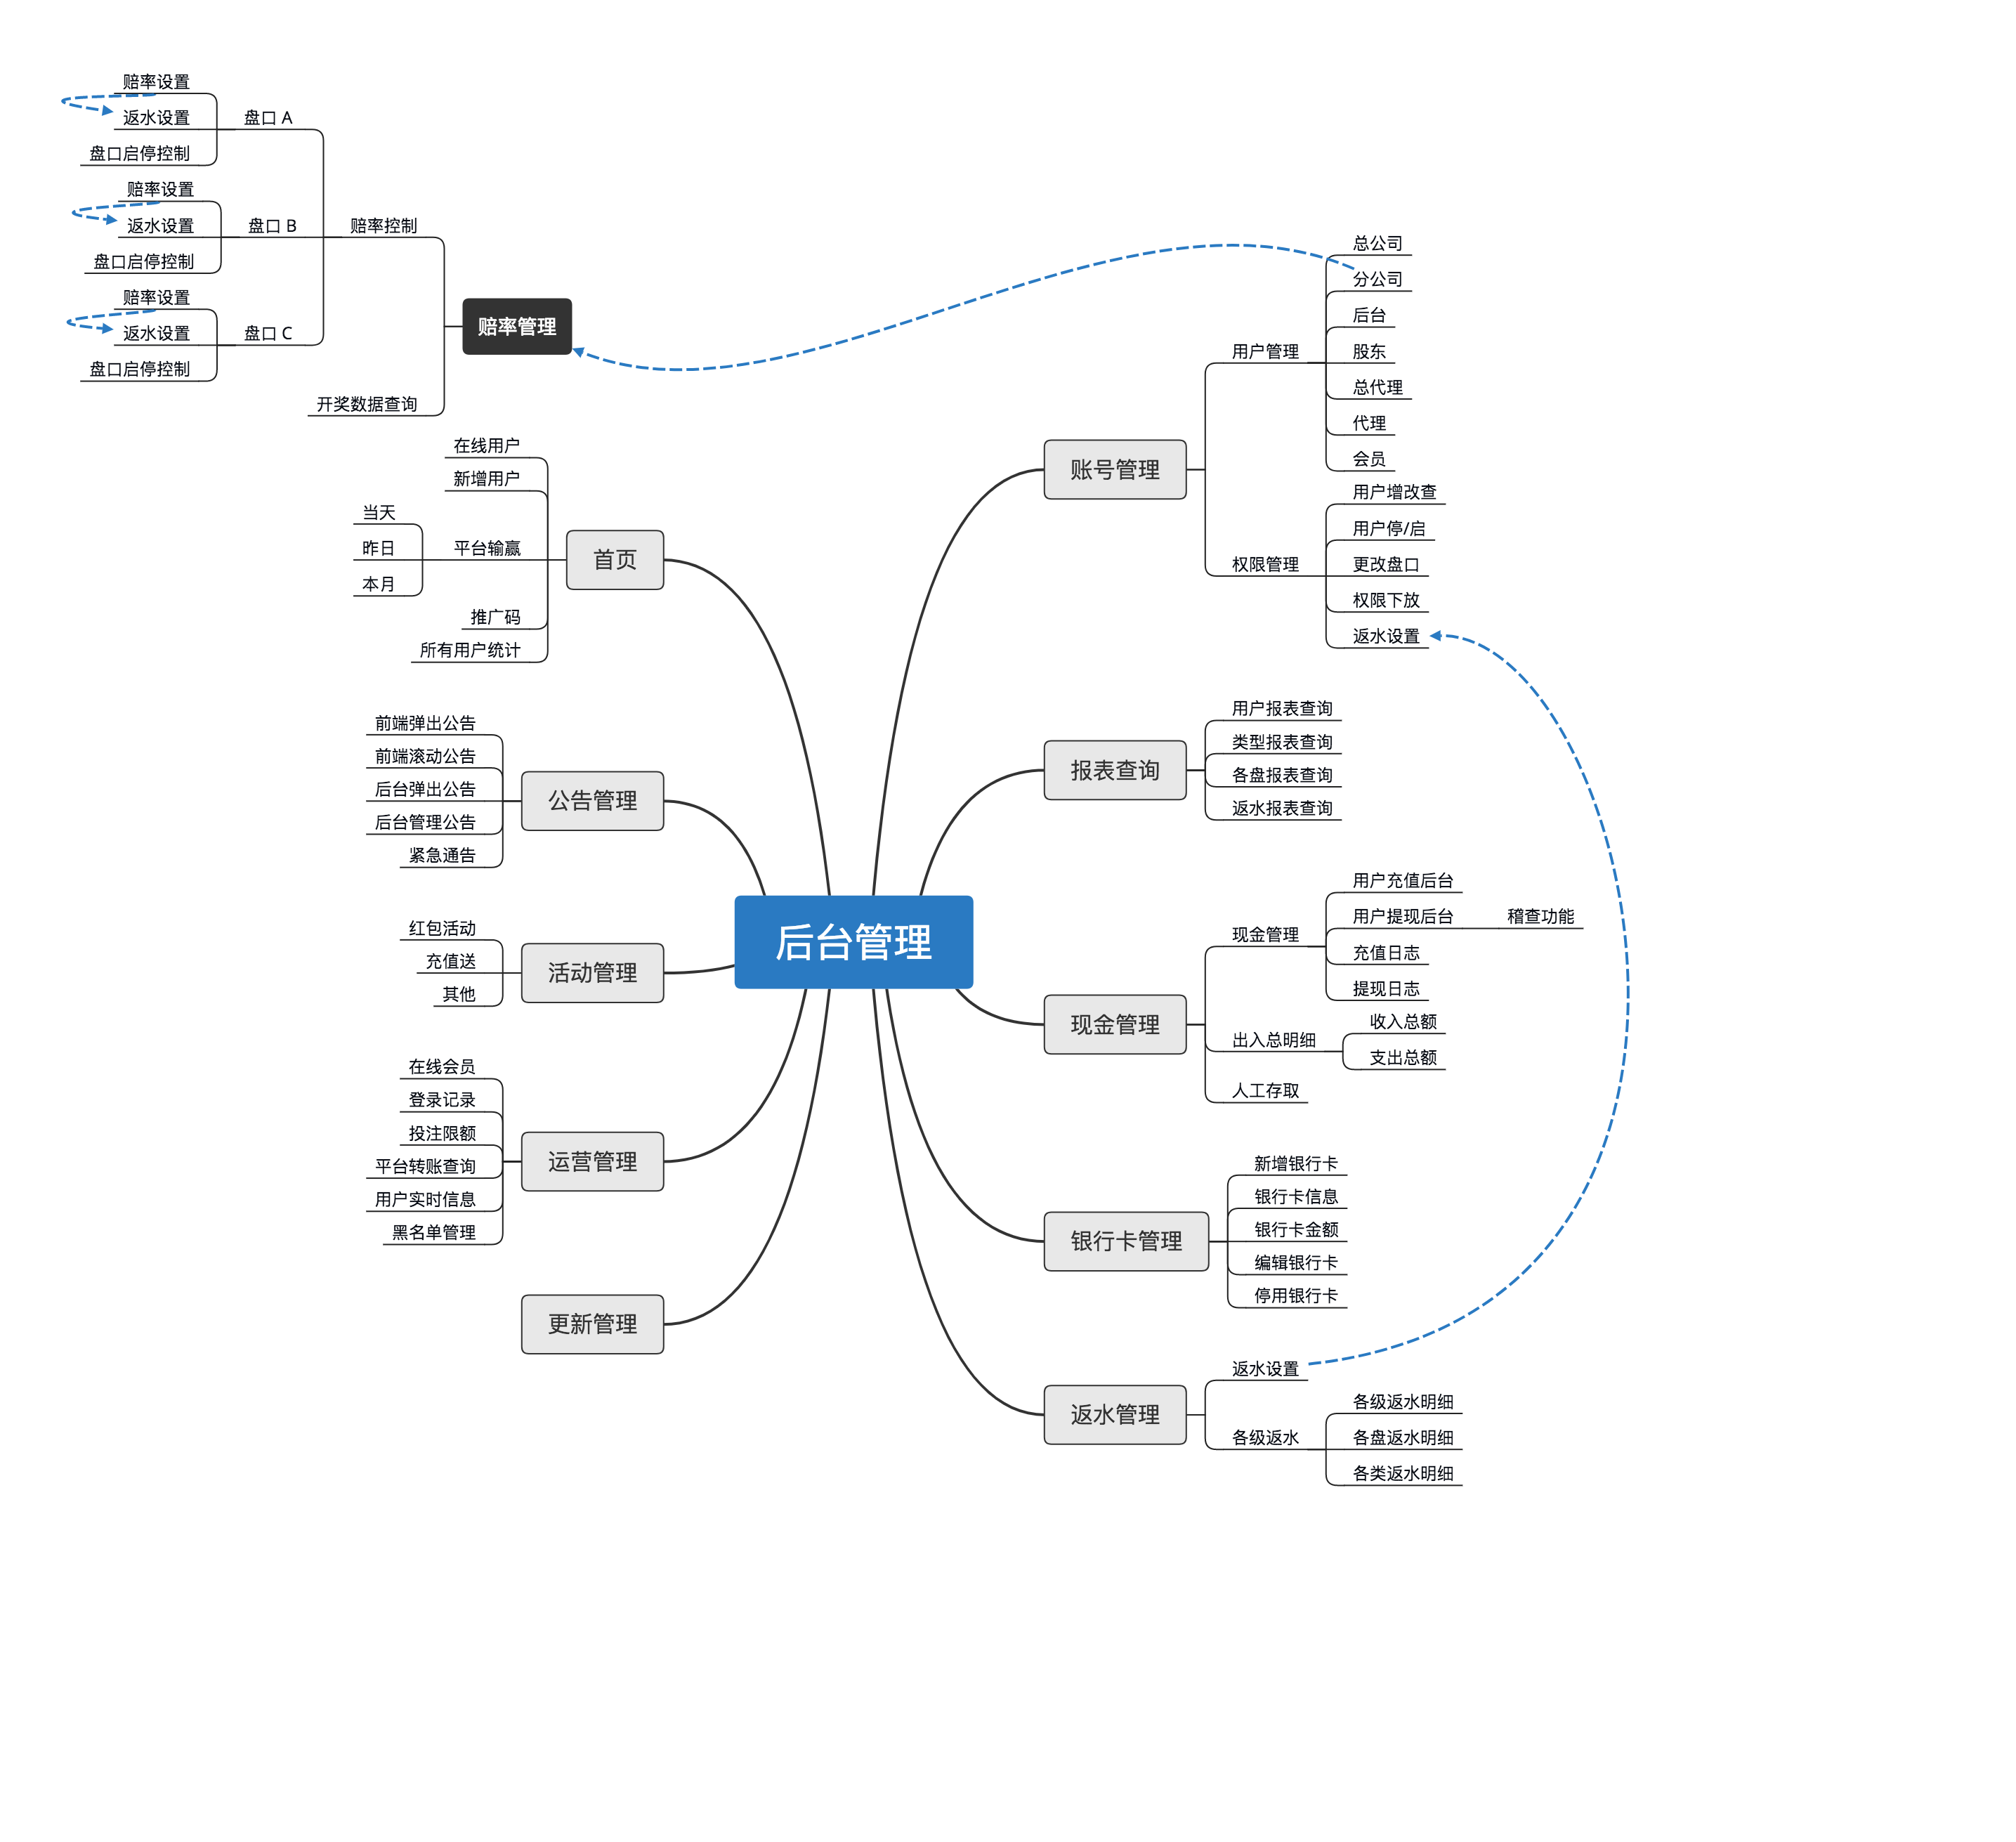 赔率设置
返水设置
盘口启停控制
盘口 A
赔率设置
返水设置
盘口启停控制
盘口 B
赔率设置
返水设置
盘口启停控制
盘口 C
赔率控制
开奖数据查询
赔率管理
在线用户
新增用户
当天
昨日
本月
平台输赢
推广码
所有用户统计
首页
前端弹出公告
前端滚动公告
后台弹出公告
后台管理公告
紧急通告
公告管理
红包活动
充值送
其他
活动管理
在线会员
登录记录
投注限额
平台转账查询
用户实时信息
黑名单管理
运营管理
更新管理
后台管理
账号管理
用户管理
总公司
分公司
后台
股东
总代理
代理
会员
权限管理
用户增改查
用户停/启
更改盘口
权限下放
返水设置
报表查询
用户报表查询
类型报表查询
各盘报表查询
返水报表查询
现金管理
现金管理
用户充值后台
用户提现后台
稽查功能
充值日志
提现日志
出入总明细
收入总额
支出总额
人工存取
银行卡管理
新增银行卡
银行卡信息
银行卡金额
编辑银行卡
停用银行卡
返水管理
返水设置
各级返水
各级返水明细
各盘返水明细
各类返水明细